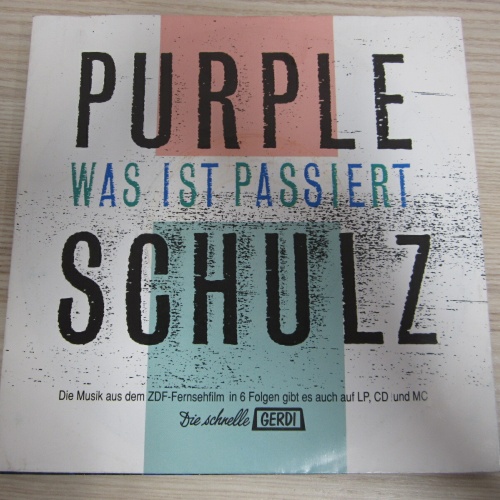 PURPLE
WAS IST PASSIERT
SCHULZ
Die Musik aus dem ZDF-Fernsehfilm in 6 Folgen gibt es auch auf LP, CD und MC
Die schnelle GERDI